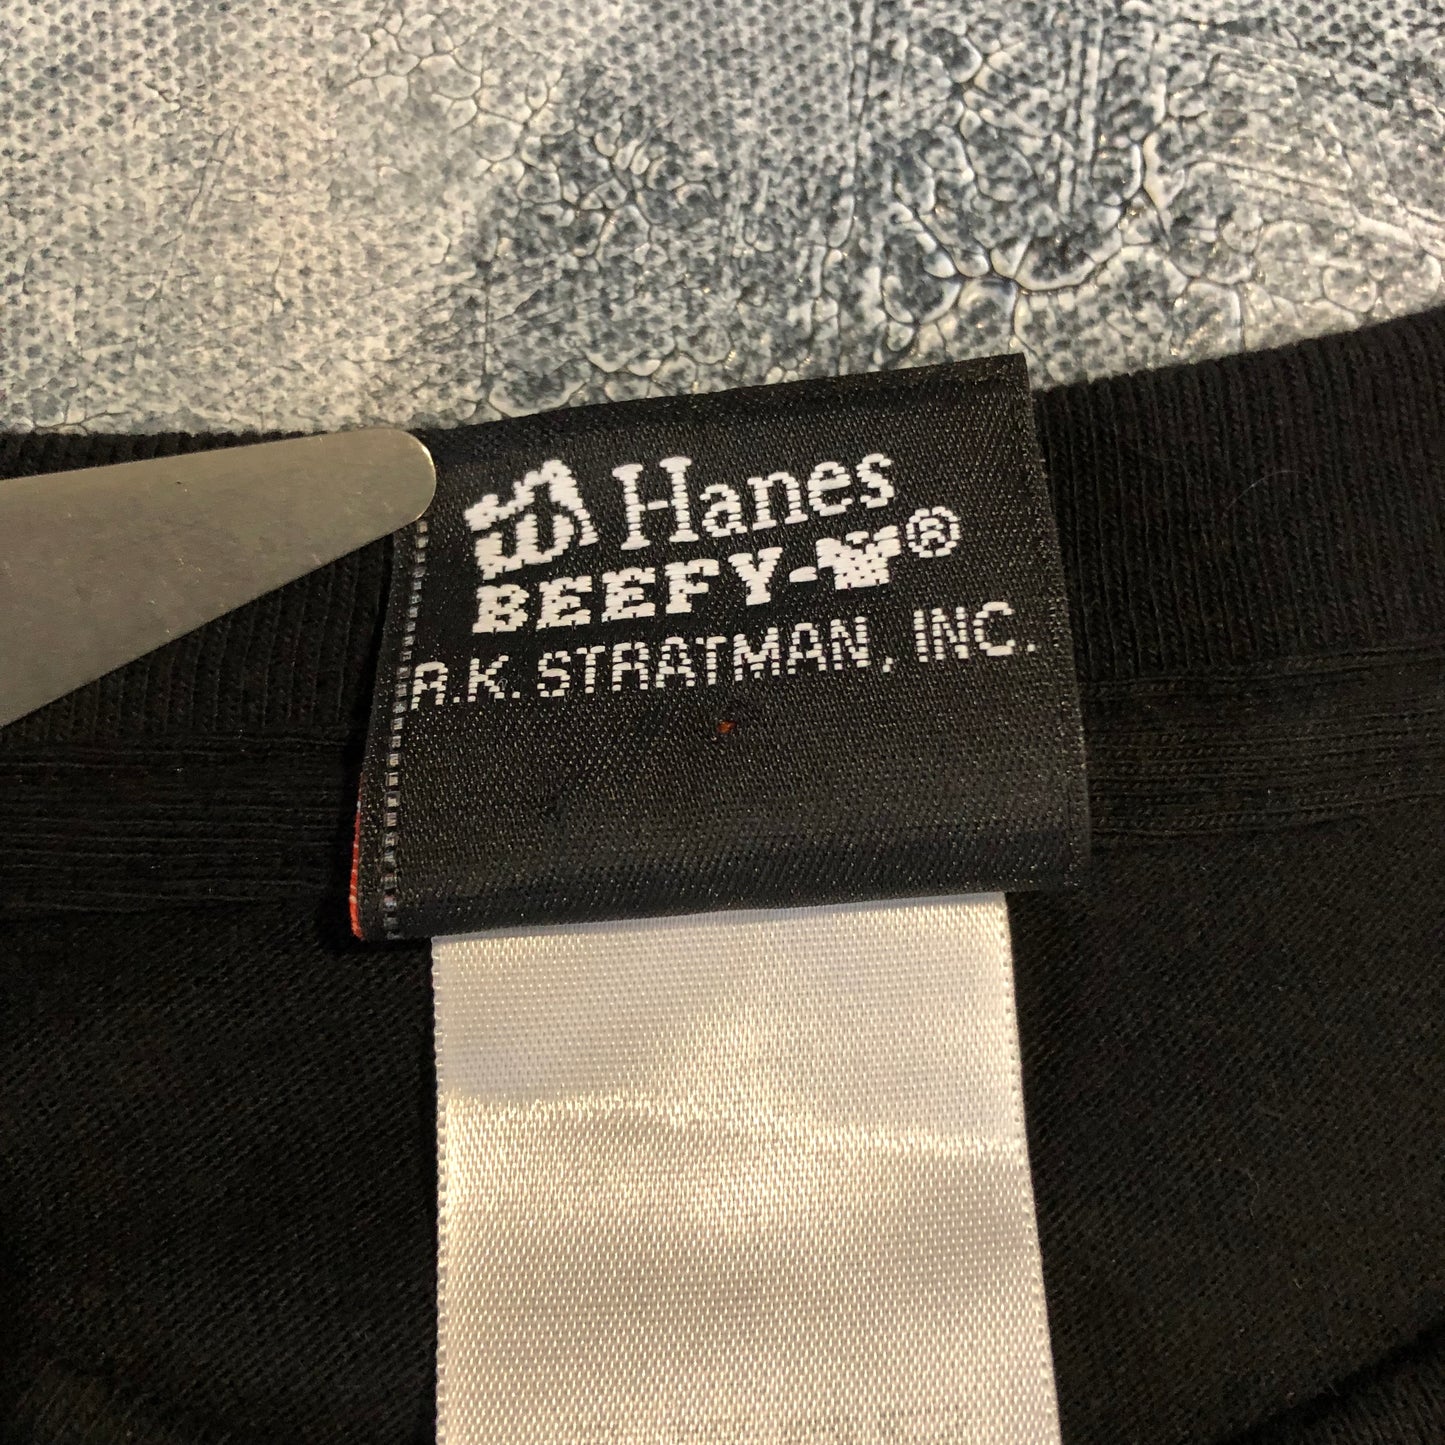 Hanes
BEEFY-®
R.K. STRATMAN, INC.